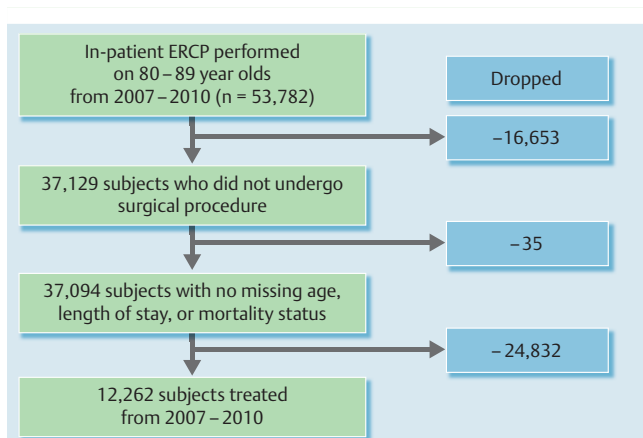 In-patient ERCP performed
on 80–89 year olds
from 2007–2010 (n = 53,782)
Dropped
–16,653
37,129 subjects who did not undergo
surgical procedure
–35
37,094 subjects with no missing age,
length of stay, or mortality status
–24,832
12,262 subjects treated
from 2007–2010